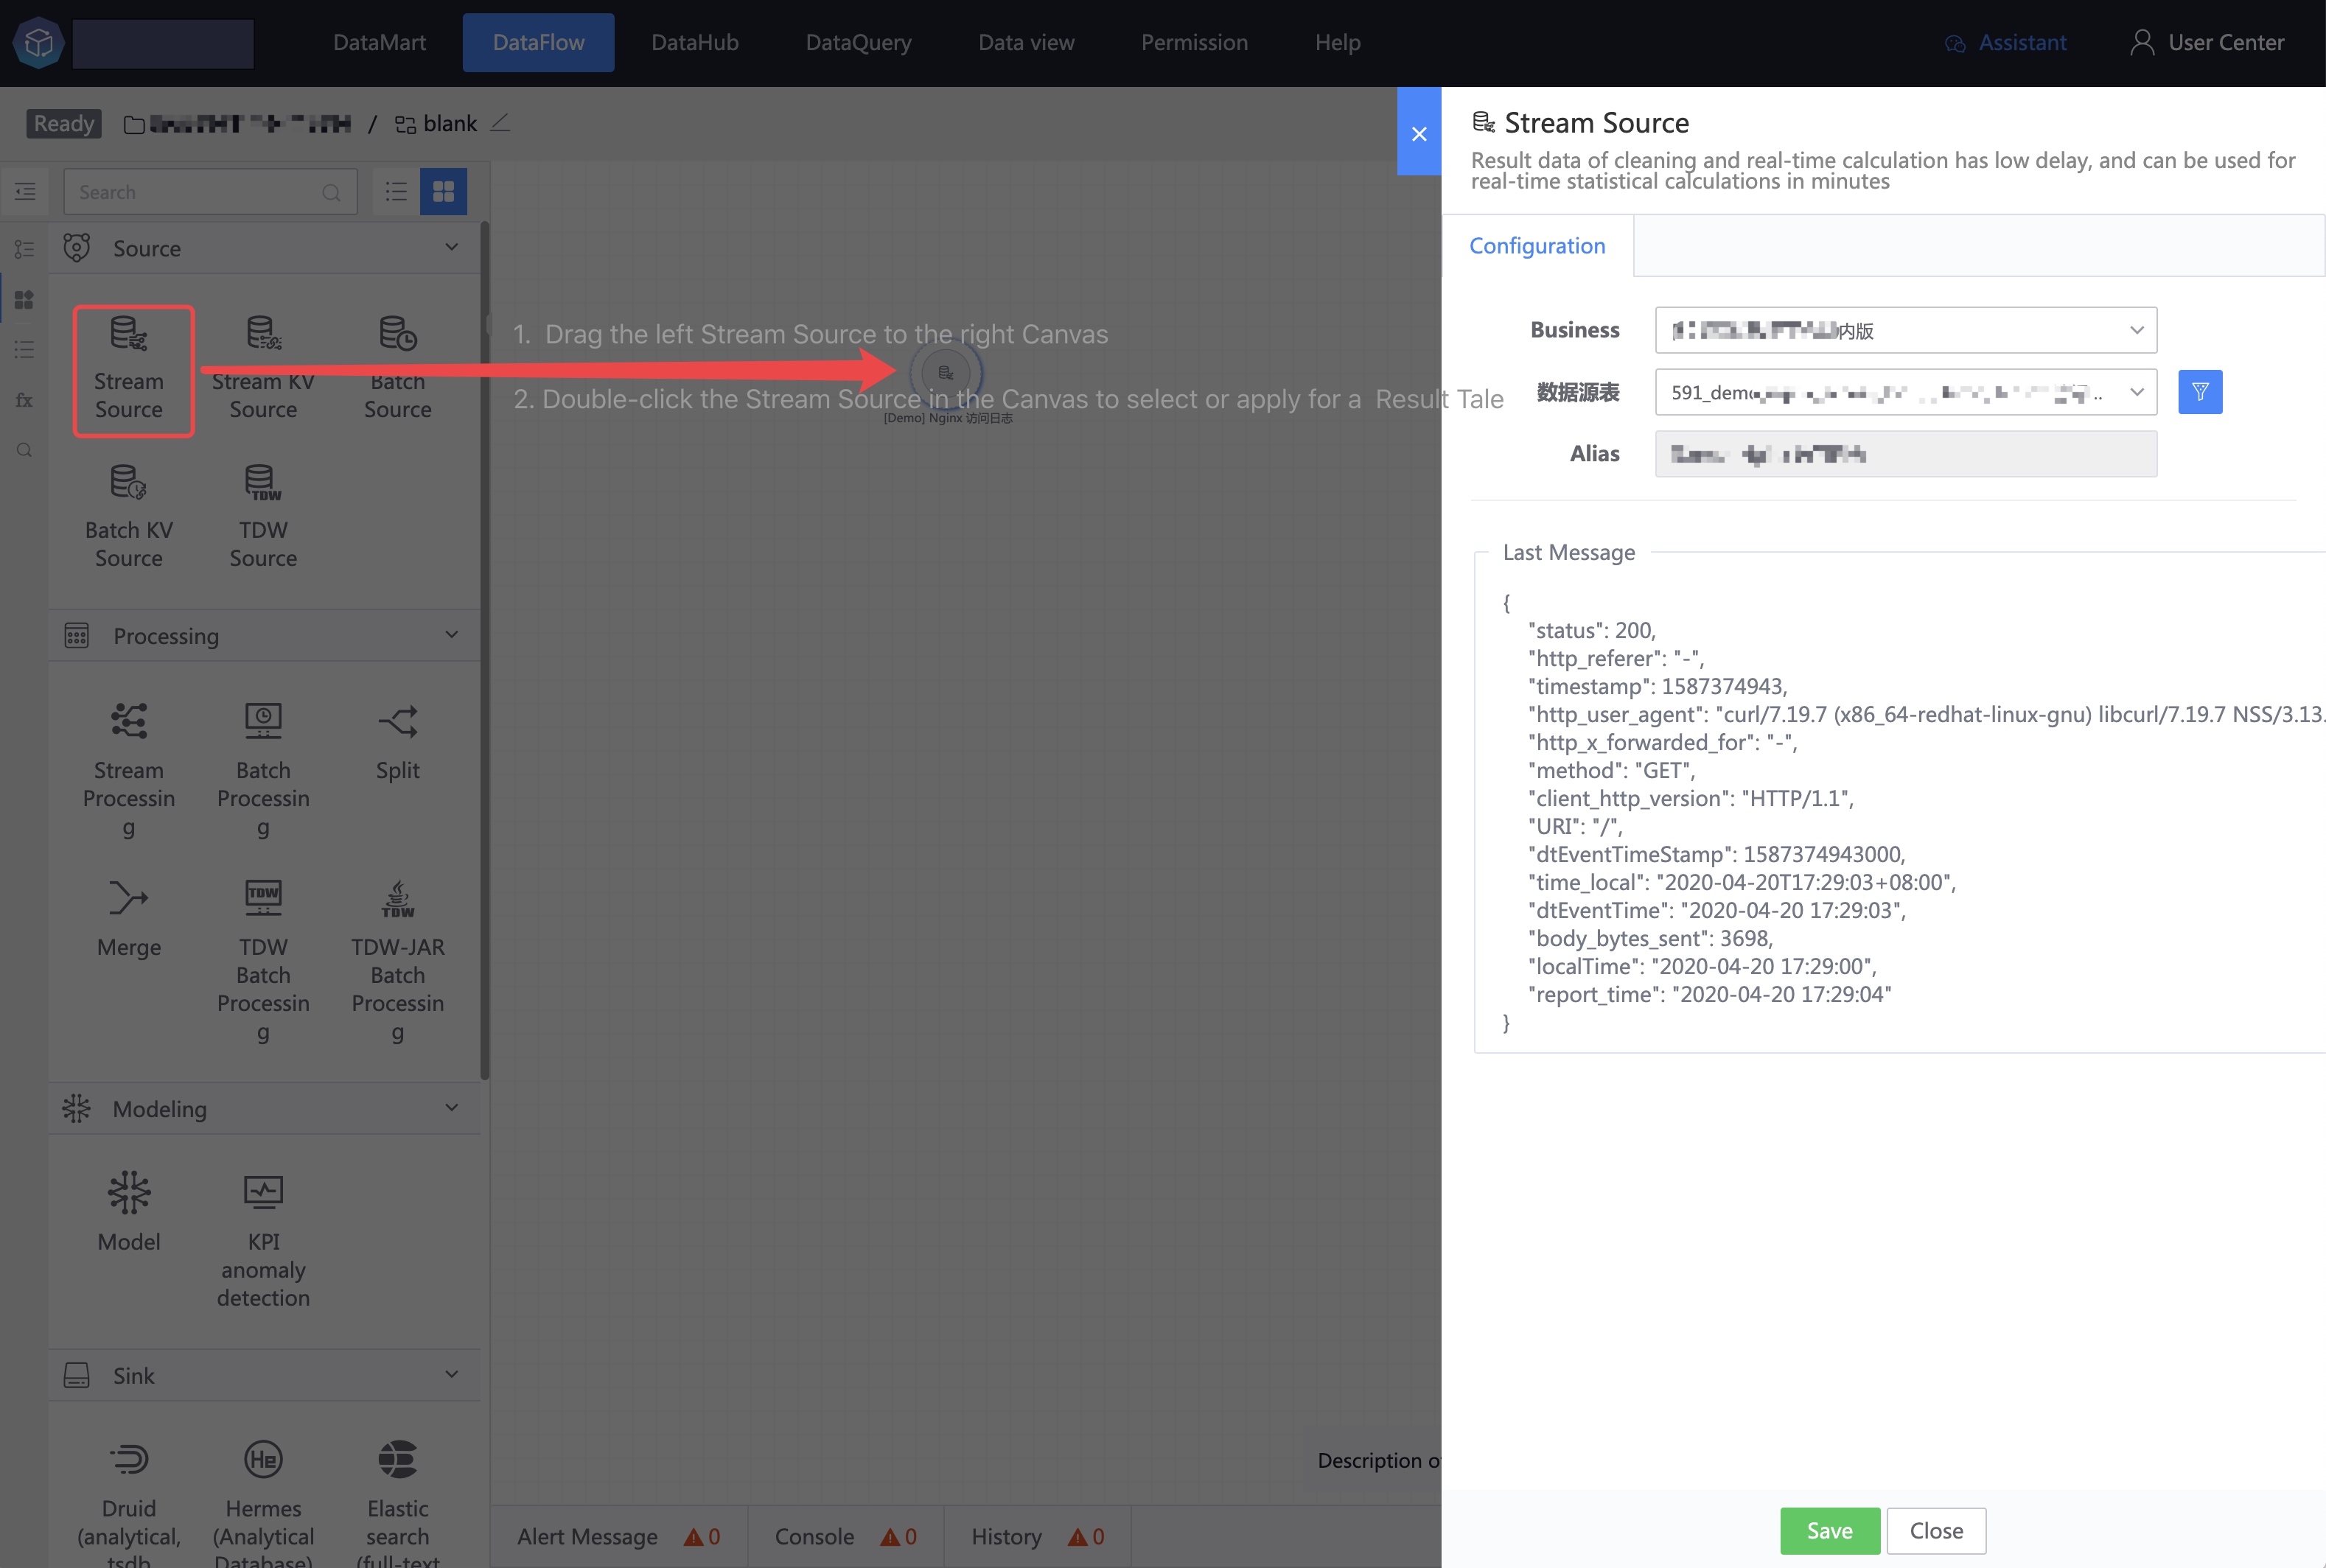 DataMart DataFlow DataHub DataQuery Data view Permission Help Assistant User Center
Ready / blank
Search
Source
Stream
Source
Stream KV
Source
Batch
Source
Batch KV
Source
TDW
TDW
Source
Processing
Stream
Processin
g
Batch
Processin
g
Split
Merge
TDW
TDW
Batch
Processin
g
TDW
TDW-JAR
Batch
Processin
g
Modeling
Model
KPI
anomaly
detection
Sink
Druid
(analytical,
tsdb
He
Hermes
(Analytical
Database)
Elastic
search
(full-text
fx
1. Drag the left Stream Source to the right Canvas
2. Double-click the Stream Source in the Canvas to select or apply for a Result Tale
[Demo] Nginx 访问日志
Description o
Alert Message 0 Console 0 History 0
Stream Source
Result data of cleaning and real-time calculation has low delay, and can be used for
real-time statistical calculations in minutes
Configuration
Business 内版
数据源表 591_demo ..
Alias
Last Message
{
"status": 200,
"http_referer": "-",
"timestamp": 1587374943,
"http_user_agent": "curl/7.19.7 (x86_64-redhat-linux-gnu) libcurl/7.19.7 NSS/3.13.
"http_x_forwarded_for": "-",
"method": "GET",
"client_http_version": "HTTP/1.1",
"URI": "/",
"dtEventTimeStamp": 1587374943000,
"time_local": "2020-04-20T17:29:03+08:00",
"dtEventTime": "2020-04-20 17:29:03",
"body_bytes_sent": 3698,
"localTime": "2020-04-20 17:29:00",
"report_time": "2020-04-20 17:29:04"
}
Save Close